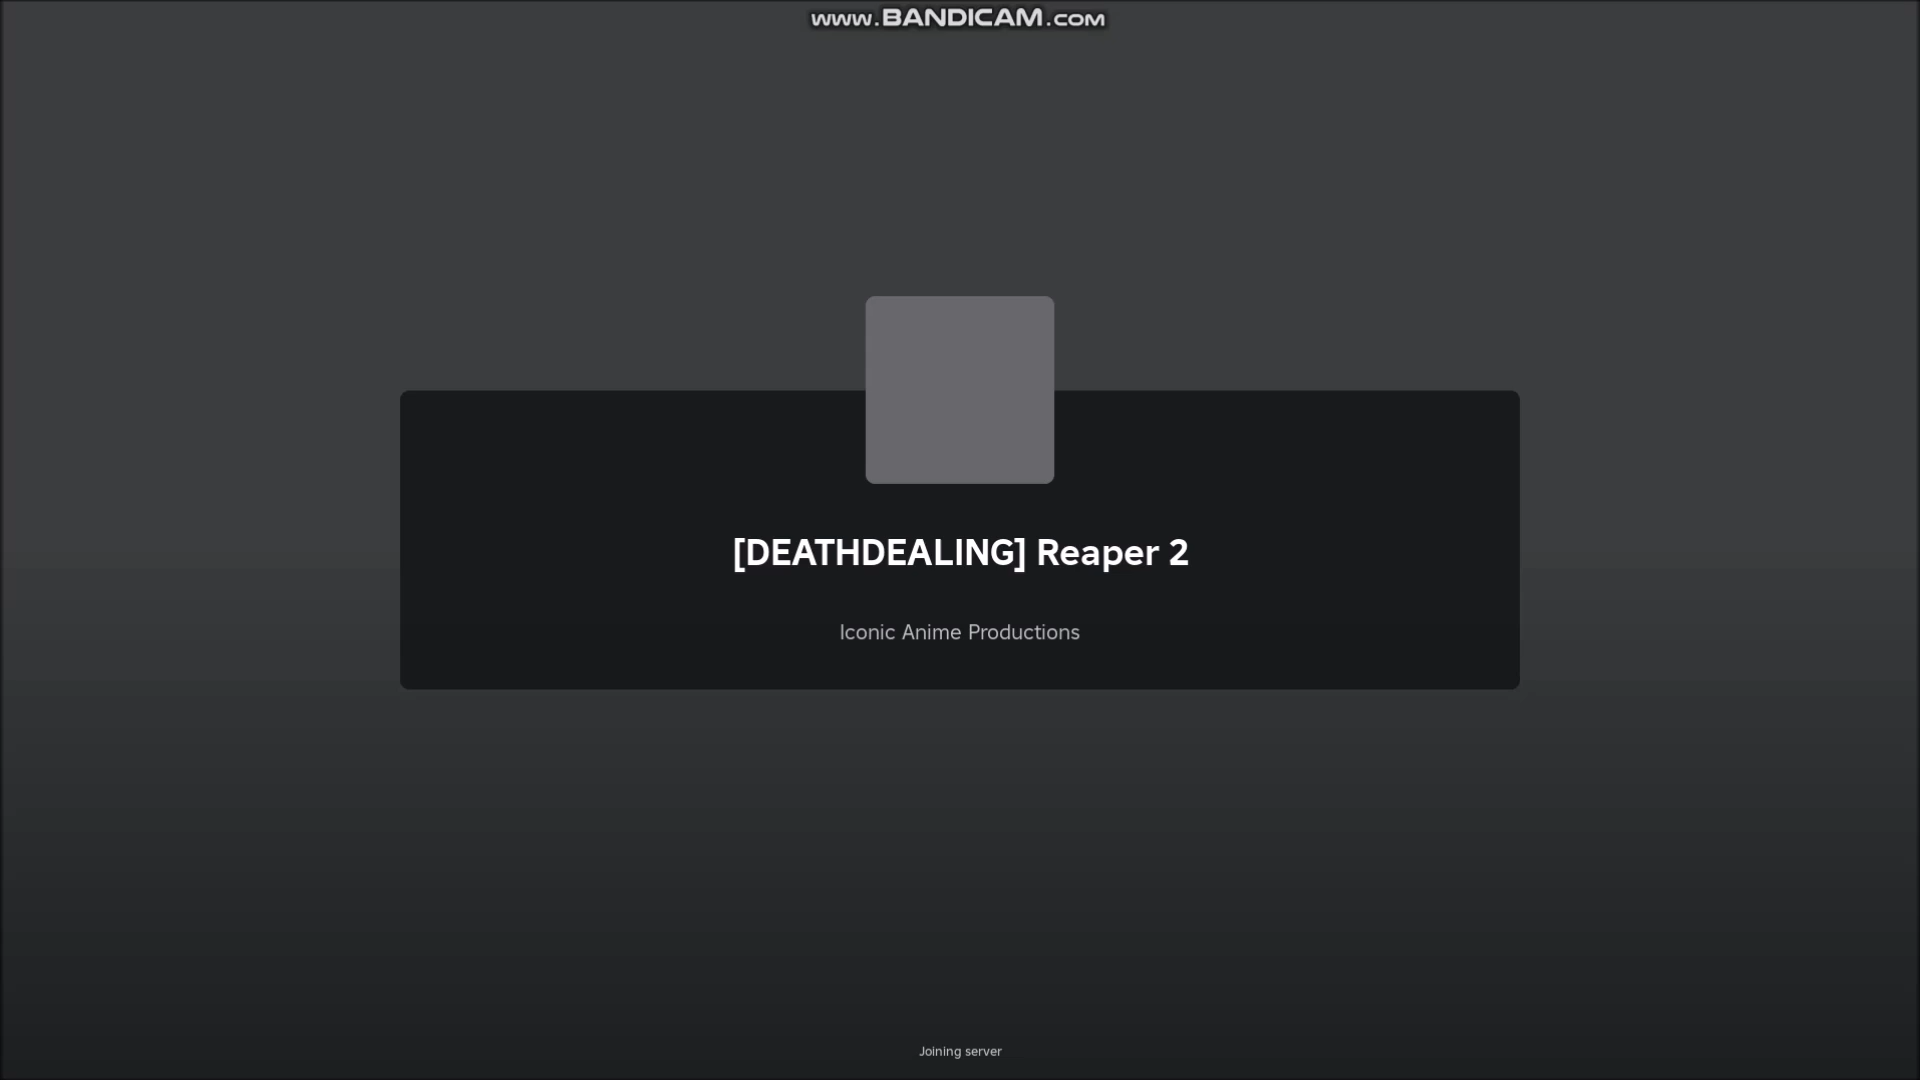 www.BANDICAM.com
[DEATHDEALING] Reaper 2
Iconic Anime Productions
Joining server